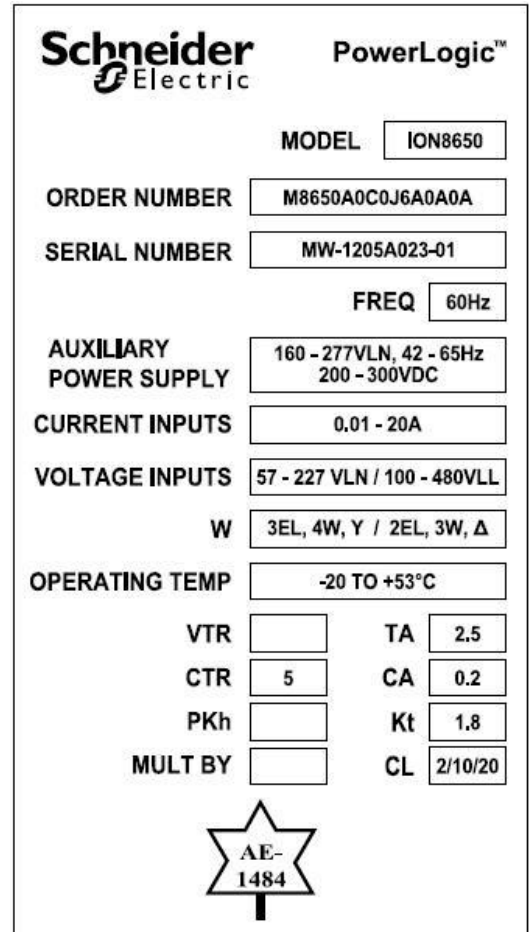 Schneider Electric PowerLogic™
MODEL ION8650
ORDER NUMBER M8650A0C0J6A0A0A
SERIAL NUMBER MW-1205A023-01
FREQ 60Hz
AUXILIARY POWER SUPPLY
160 - 277VLN, 42 - 65Hz
200 - 300VDC
CURRENT INPUTS 0.01 - 20A
VOLTAGE INPUTS 57 - 227 VLN / 100 - 480VLL
W 3EL, 4W, Y / 2EL, 3W, Δ
OPERATING TEMP -20 TO +53°C
VTR TA 2.5
CTR 5 CA 0.2
PKh Kt 1.8
MULT BY CL 2/10/20
AE-
1484